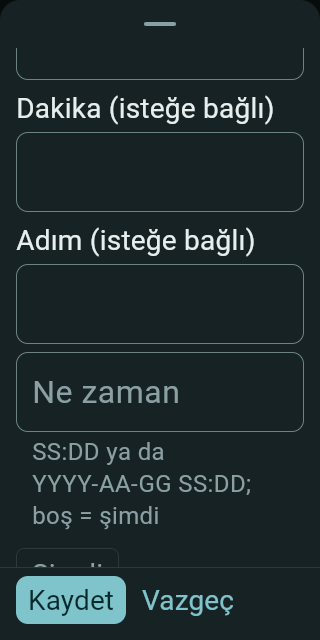 Dakika (isteğe bağlı)
Adım (isteğe bağlı)
Ne zaman
SS:DD ya da
YYYY-AA-GG SS:DD;
boş = şimdi
Kaydet Vazgeç